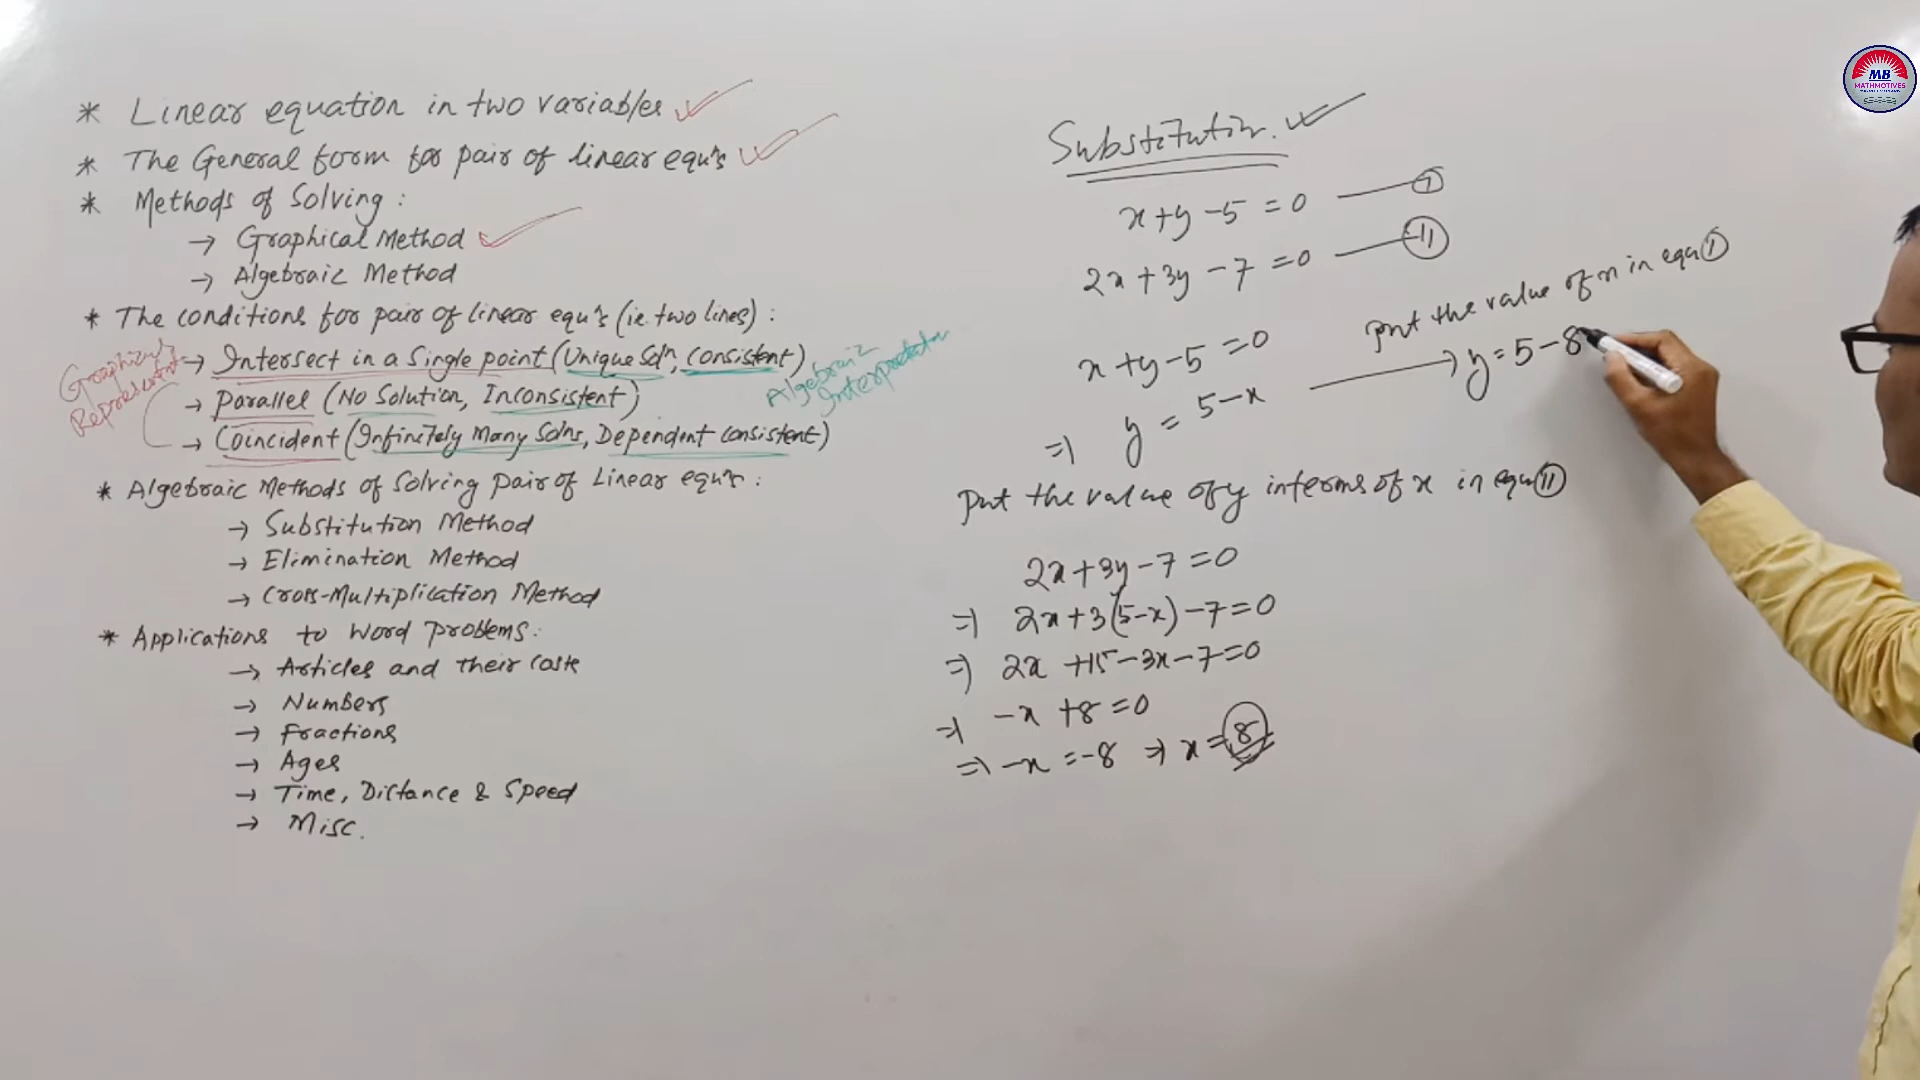 * Linear equation in two variables ✓
* The General form for pair of linear equ's ✓
* Methods of Solving :
→ Graphical Method ✓
→ Algebraic Method
* The conditions for pair of linear equ's (i.e. two lines) :
→ Intersect in a Single point (Unique Soln, Consistent)
→ Parallel (No Solution, Inconsistent)
→ Coincident (Infinitely Many Solns, Dependent consistent)
Graphical
Algebraic
* Algebraic Methods of Solving pair of Linear equ's :
→ Substitution Method
→ Elimination Method
→ Cross-Multiplication Method
* Applications to Word problems :
→ Articles and their Costs
→ Numbers
→ Fractions
→ Ages
→ Time, Distance & Speed
→ Misc.
Substitution. ✓
x+y-5=0 — I
2x+3y-7=0 — II
x+y-5=0
=> y = 5-x
put the value of x in equ I
y=5-8
Put the value of y interms of x in equ II
2x+3y-7=0
=> 2x+3(5-x)-7=0
=> 2x+15-3x-7=0
=> -x+8=0
=> -x=-8 => x=8
MB
MATHMOTIVES